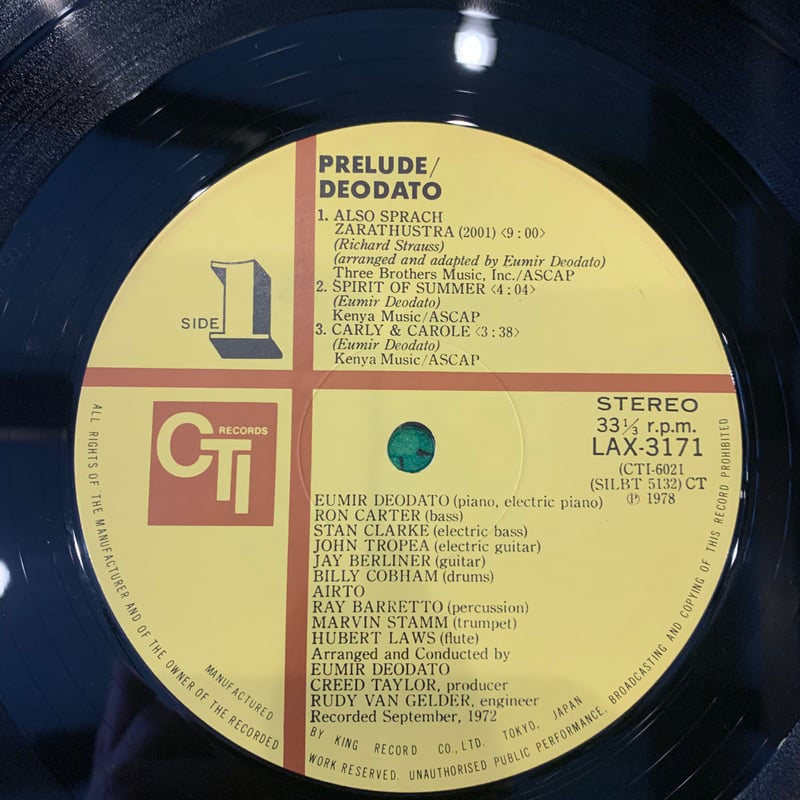 PRELUDE/
DEODATO
1. ALSO SPRACH
ZARATHUSTRA (2001) <9:00>
(Richard Strauss)
(arranged and adapted by Eumir Deodato)
Three Brothers Music, Inc./ASCAP
2. SPIRIT OF SUMMER <4:04>
(Eumir Deodato)
Kenya Music/ASCAP
3. CARLY & CAROLE <3:38>
(Eumir Deodato)
Kenya Music/ASCAP
SIDE 1
CTI RECORDS
STEREO
33⅓ r.p.m.
LAX-3171
(CTI-6021
(SILBT 5132) CT
Ⓟ 1978
EUMIR DEODATO (piano, electric piano)
RON CARTER (bass)
STAN CLARKE (electric bass)
JOHN TROPEA (electric guitar)
JAY BERLINER (guitar)
BILLY COBHAM (drums)
AIRTO
RAY BARRETTO (percussion)
MARVIN STAMM (trumpet)
HUBERT LAWS (flute)
Arranged and Conducted by
EUMIR DEODATO
CREED TAYLOR, producer
RUDY VAN GELDER, engineer
Recorded September, 1972
MANUFACTURED BY KING RECORD CO., LTD. TOKYO, JAPAN
ALL RIGHTS OF THE MANUFACTURER AND OF THE OWNER OF THE RECORDED WORK RESERVED. UNAUTHORISED PUBLIC PERFORMANCE, BROADCASTING AND COPYING OF THIS RECORD PROHIBITED